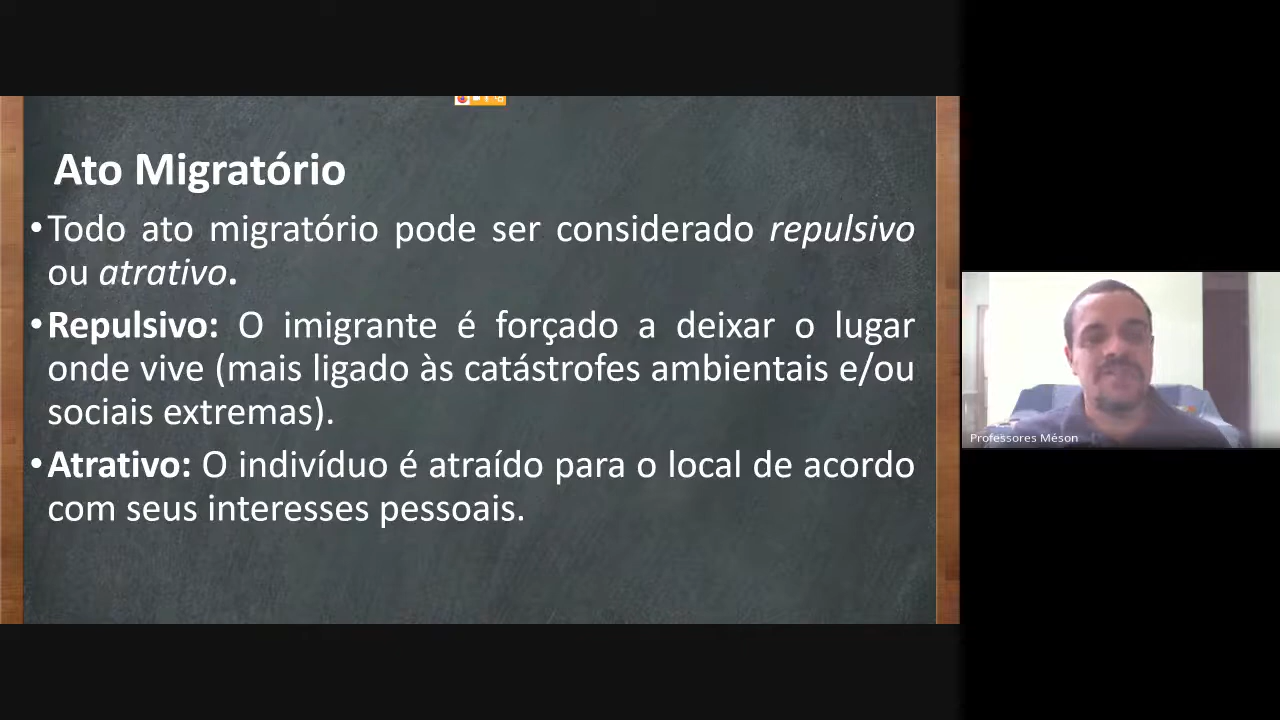 Ato Migratório
•Todo ato migratório pode ser considerado repulsivo
ou atrativo.
•Repulsivo: O imigrante é forçado a deixar o lugar
onde vive (mais ligado às catástrofes ambientais e/ou
sociais extremas).
•Atrativo: O indivíduo é atraído para o local de acordo
com seus interesses pessoais.
Professores Méson